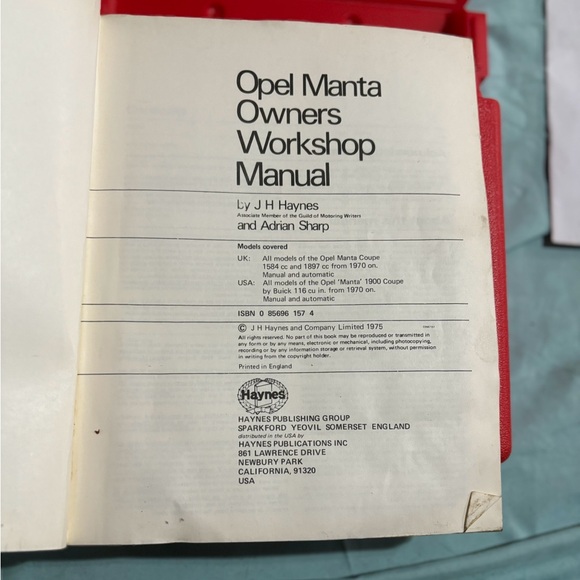 Opel Manta
Owners
Workshop
Manual
by J H Haynes
Associate Member of the Guild of Motoring Writers
and Adrian Sharp
Models covered
UK: All models of the Opel Manta Coupe
1584 cc and 1897 cc from 1970 on.
Manual and automatic
USA: All models of the Opel 'Manta' 1900 Coupe
by Buick 116 cu in. from 1970 on.
Manual and automatic
ISBN 0 85696 157 4
© J H Haynes and Company Limited 1975
All rights reserved. No part of this book may be reproduced or transmitted in
any form or by any means, electronic or mechanical, including photocopying,
recording or by any information storage or retrieval system, without permission
in writing from the copyright holder.
Printed in England
Haynes
HAYNES PUBLISHING GROUP
SPARKFORD YEOVIL SOMERSET ENGLAND
distributed in the USA by
HAYNES PUBLICATIONS INC
861 LAWRENCE DRIVE
NEWBURY PARK
CALIFORNIA, 91320
USA